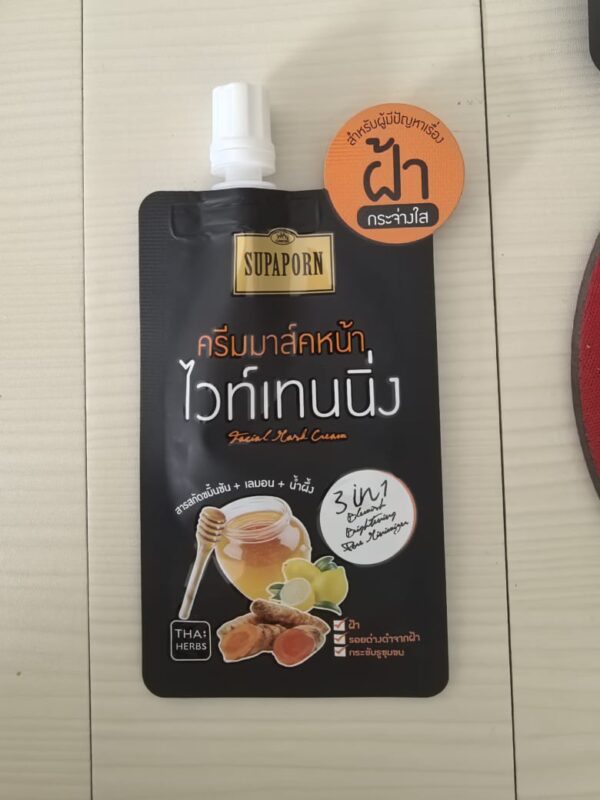 สำหรับผู้มีปัญหาเรื่อง
ฝ้า
กระจ่างใส
SUPAPORN
ครีมมาส์คหน้า
ไวท์เทนนิ่ง
Facial Mask Cream
สารสกัดขมิ้นชัน + เลมอน + น้ำผึ้ง
3 in 1
Blemish
Brightening
Pore Minimizer
THAI
HERBS
ฝ้า
รอยด่างดำจากฝ้า
กระชับรูขุมขน